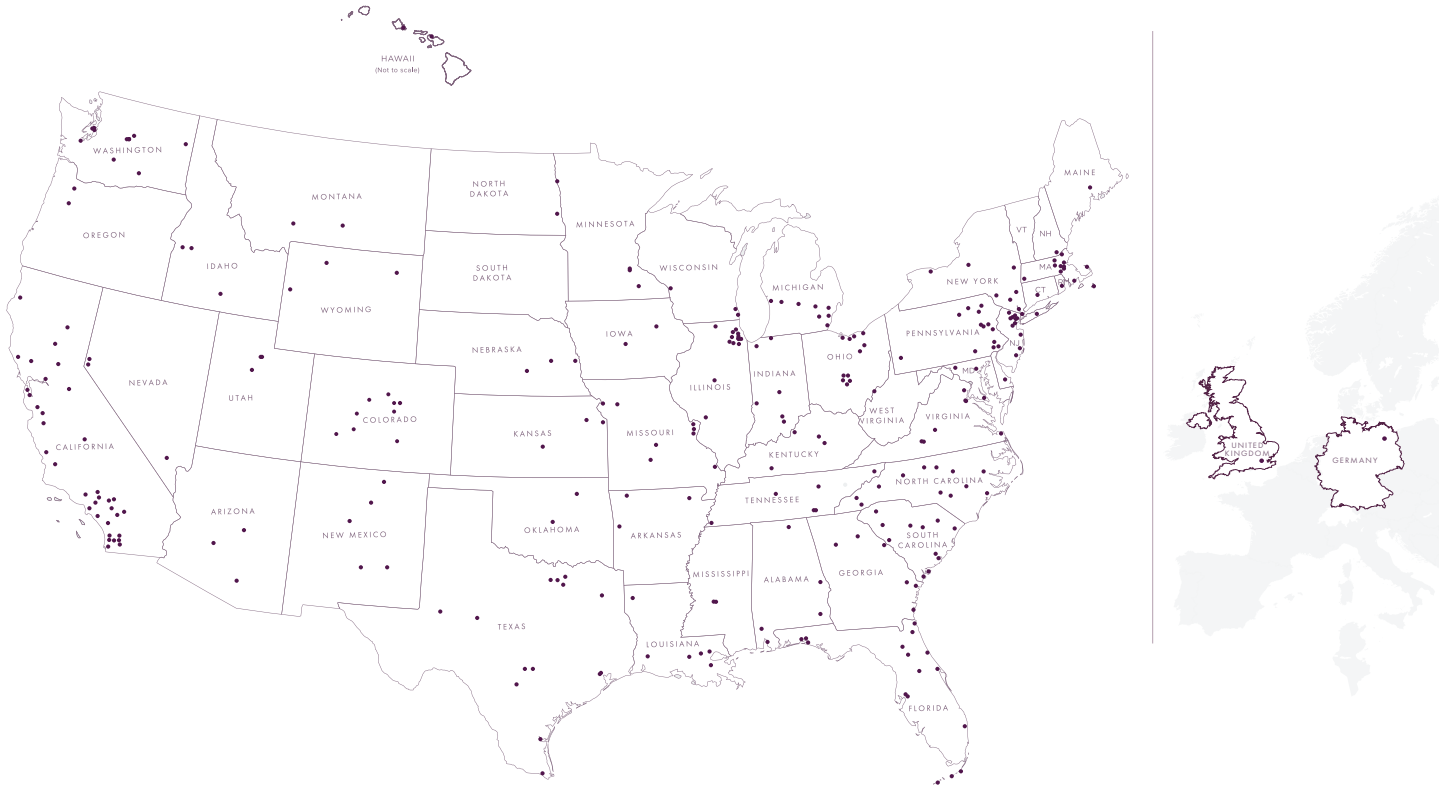 HAWAII
(Not to scale)
WASHINGTON
MONTANA
NORTH
DAKOTA
MINNESOTA
MAINE
VT
NH
OREGON
IDAHO
SOUTH
DAKOTA
WISCONSIN
MICHIGAN
NEW YORK
MA
CT
WYOMING
IOWA
NEBRASKA
PENNSYLVANIA
NJ
OHIO
INDIANA
ILLINOIS
MD
NEVADA
UTAH
COLORADO
KANSAS
MISSOURI
WEST
VIRGINIA
VIRGINIA
KENTUCKY
CALIFORNIA
UNITED
KINGDOM
GERMANY
ARIZONA
NEW MEXICO
OKLAHOMA
ARKANSAS
TENNESSEE
NORTH CAROLINA
SOUTH
CAROLINA
MISSISSIPPI
ALABAMA
GEORGIA
TEXAS
LOUISIANA
FLORIDA